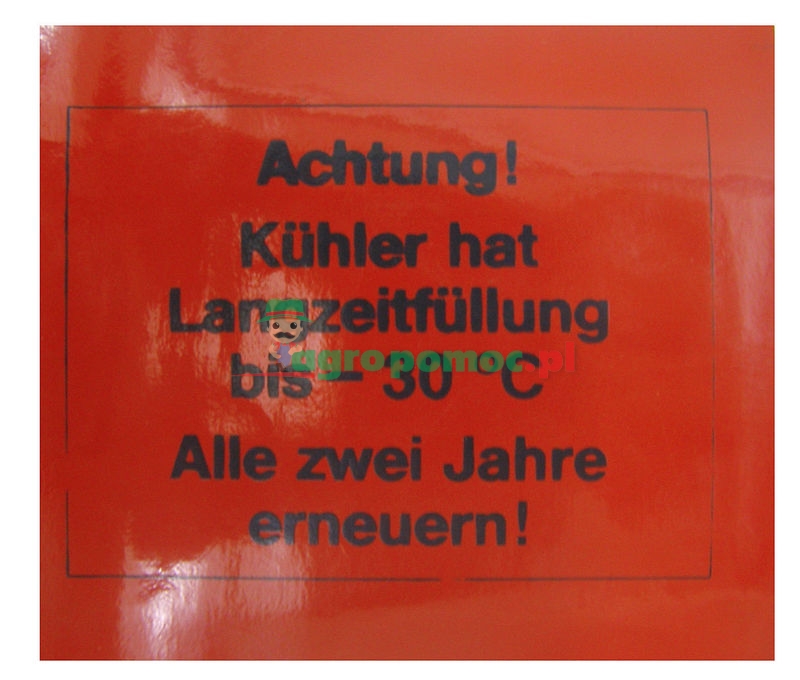 Achtung!
Kühler hat
Langzeitfüllung
agropomoc.pl
bis – 30 °C
Alle zwei Jahre
erneuern!